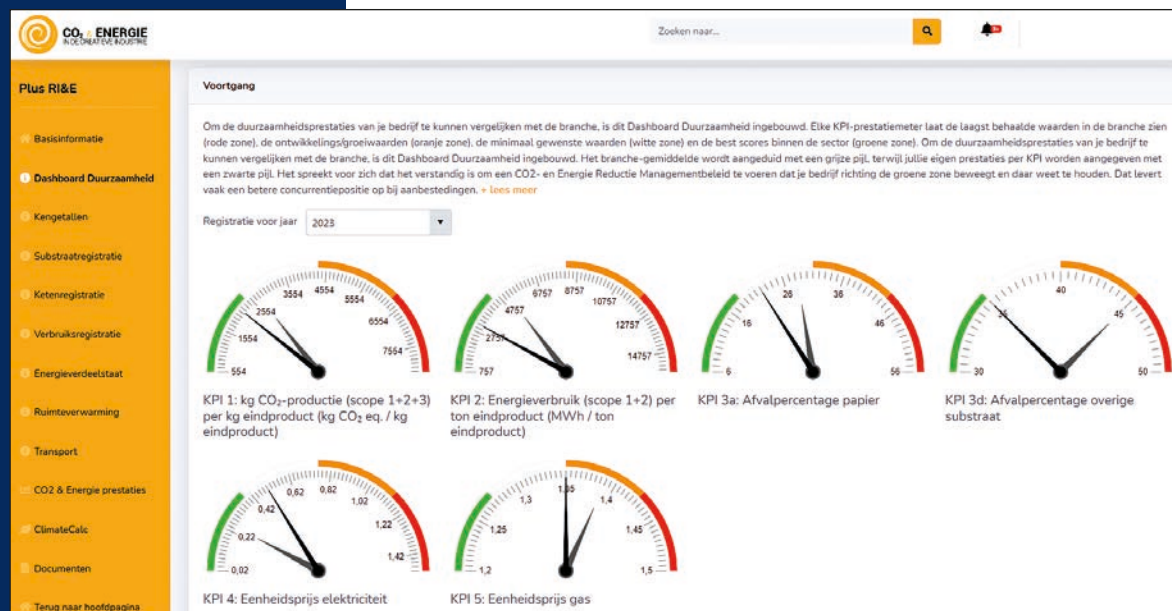 CO₂ & ENERGIE
IN DE CREATIEVE INDUSTRIE
Zoeken naar...
Plus RI&E
Basisinformatie
Dashboard Duurzaamheid
Kengetallen
Substraatregistratie
Ketenregistratie
Verbruiksregistratie
Energieverdeelstaat
Ruimteverwarming
Transport
CO2 & Energie prestaties
ClimateCalc
Documenten
Terug naar hoofdpagina
Voortgang
Om de duurzaamheidsprestaties van je bedrijf te kunnen vergelijken met de branche, is dit Dashboard Duurzaamheid ingebouwd. Elke KPI-prestatiemeter laat de laagst behaalde waarden in de branche zien
(rode zone), de ontwikkelings/groeiwaarden (oranje zone), de minimaal gewenste waarden (witte zone) en de best scores binnen de sector (groene zone). Om de duurzaamheidsprestaties van je bedrijf te
kunnen vergelijken met de branche, is dit Dashboard Duurzaamheid ingebouwd. Het branche-gemiddelde wordt aangeduid met een grijze pijl, terwijl jullie eigen prestaties per KPI worden aangegeven met
een zwarte pijl. Het spreekt voor zich dat het verstandig is om een CO2- en Energie Reductie Managementbeleid te voeren dat je bedrijf richting de groene zone beweegt en daar weet te houden. Dat levert
vaak een betere concurrentiepositie op bij aanbestedingen. + lees meer
Registratie voor jaar 2023
554 1554 2554 3554 4554 5554 6554 7554
KPI 1: kg CO₂-productie (scope 1+2+3)
per kg eindproduct (kg CO₂ eq. / kg
eindproduct)
757 2757 4757 6757 8757 10757 12757 14757
KPI 2: Energieverbruik (scope 1+2) per
ton eindproduct (MWh / ton
eindproduct)
6 16 26 36 46 56
KPI 3a: Afvalpercentage papier
30 35 40 45 50
KPI 3d: Afvalpercentage overige
substraat
0,02 0,22 0,42 0,62 0,82 1,02 1,22 1,42
KPI 4: Eenheidsprijs elektriciteit
1,2 1,25 1,3 1,35 1,4 1,45 1,5
KPI 5: Eenheidsprijs gas